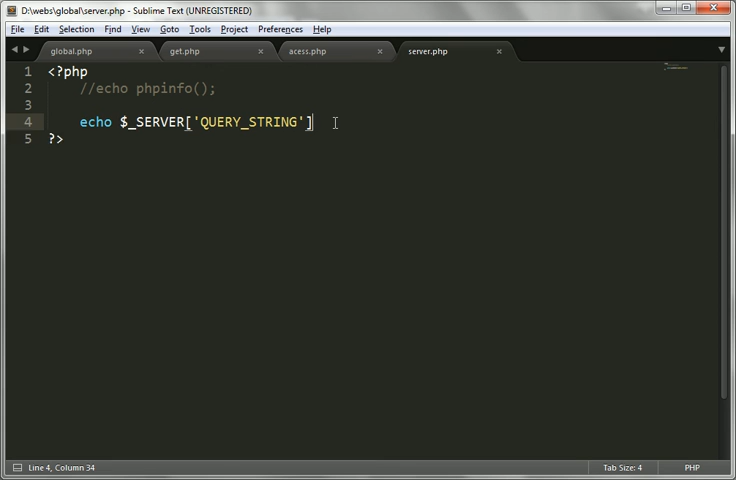 D:\webs\global\server.php - Sublime Text (UNREGISTERED)
File Edit Selection Find View Goto Tools Project Preferences Help
global.php × get.php × acess.php × server.php ×
1 <?php
2 //echo phpinfo();
3
4 echo $_SERVER['QUERY_STRING']
5 ?>
Line 4, Column 34 Tab Size: 4 PHP